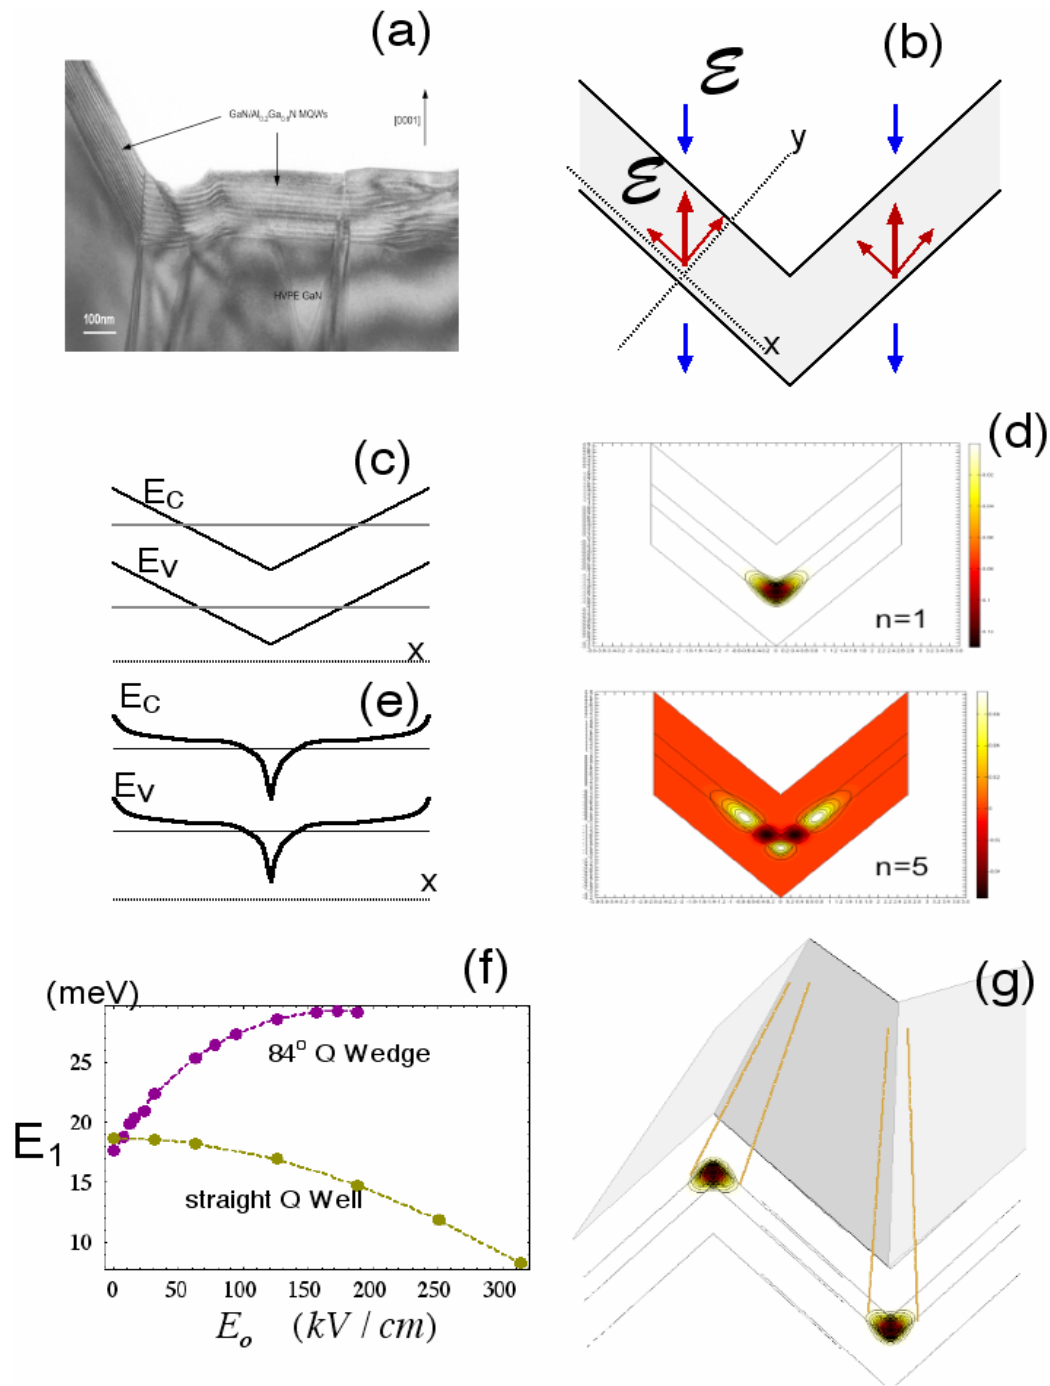 (a)
GaN/Al0.2Ga0.8N MQWs
[0001]
HVPE GaN
100nm
(b)
ℰ
ℰ
y
x
(c)
EC
EV
x
(d)
n=1
(e)
EC
EV
x
n=5
(f)
(meV)
84° Q Wedge
straight Q Well
E1
25
20
15
10
0 50 100 150 200 250 300
Eo (kV / cm)
(g)